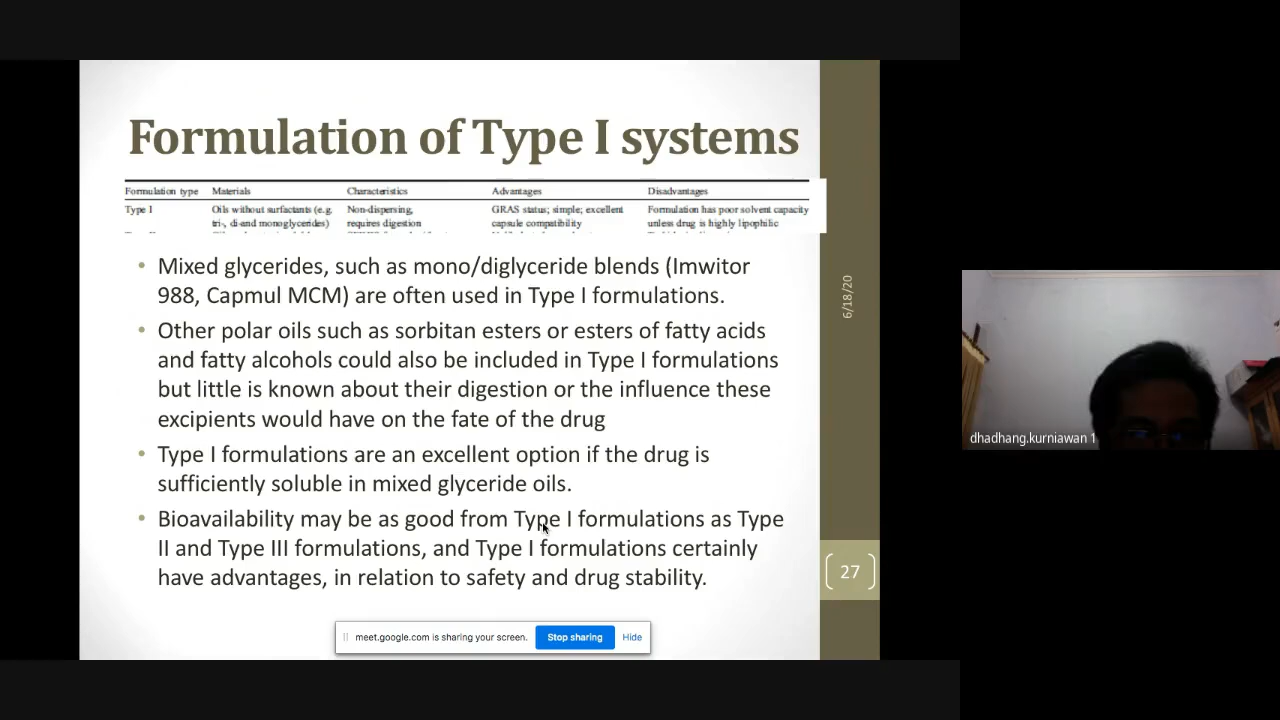 Formulation of Type I systems
Formulation type Materials Characteristics Advantages Disadvantages
Type I Oils without surfactants (e.g. Non-dispersing, GRAS status; simple; excellent Formulation has poor solvent capacity
tri-, di-and monoglycerides) requires digestion capsule compatibility unless drug is highly lipophilic
• Mixed glycerides, such as mono/diglyceride blends (Imwitor
988, Capmul MCM) are often used in Type I formulations.
• Other polar oils such as sorbitan esters or esters of fatty acids
and fatty alcohols could also be included in Type I formulations
but little is known about their digestion or the influence these
excipients would have on the fate of the drug
• Type I formulations are an excellent option if the drug is
sufficiently soluble in mixed glyceride oils.
• Bioavailability may be as good from Type I formulations as Type
II and Type III formulations, and Type I formulations certainly
have advantages, in relation to safety and drug stability.
6/18/20
27
meet.google.com is sharing your screen. Stop sharing Hide
dhadhang.kurniawan 1